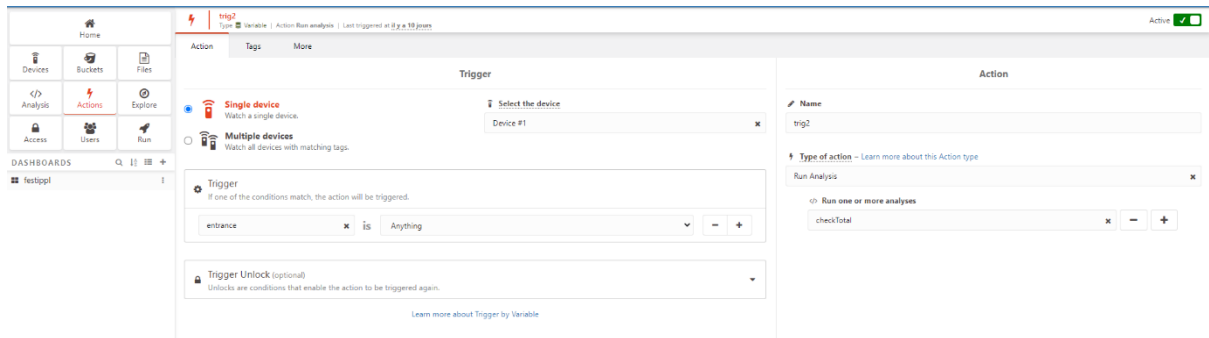 Home
Devices
Buckets
Files
Analysis
Actions
Explore
Access
Users
Run
DASHBOARDS
festippl
trig2
Type Variable | Action Run analysis | Last triggered at il y a 10 jours
Active
Action Tags More
Trigger
Single device
Watch a single device.
Multiple devices
Watch all devices with matching tags.
Select the device
Device #1
Trigger
If one of the conditions match, the action will be triggered.
entrance is Anything
Trigger Unlock (optional)
Unlocks are conditions that enable the action to be triggered again.
Learn more about Trigger by Variable
Action
Name
trig2
Type of action – Learn more about this Action type
Run Analysis
</> Run one or more analyses
checkTotal